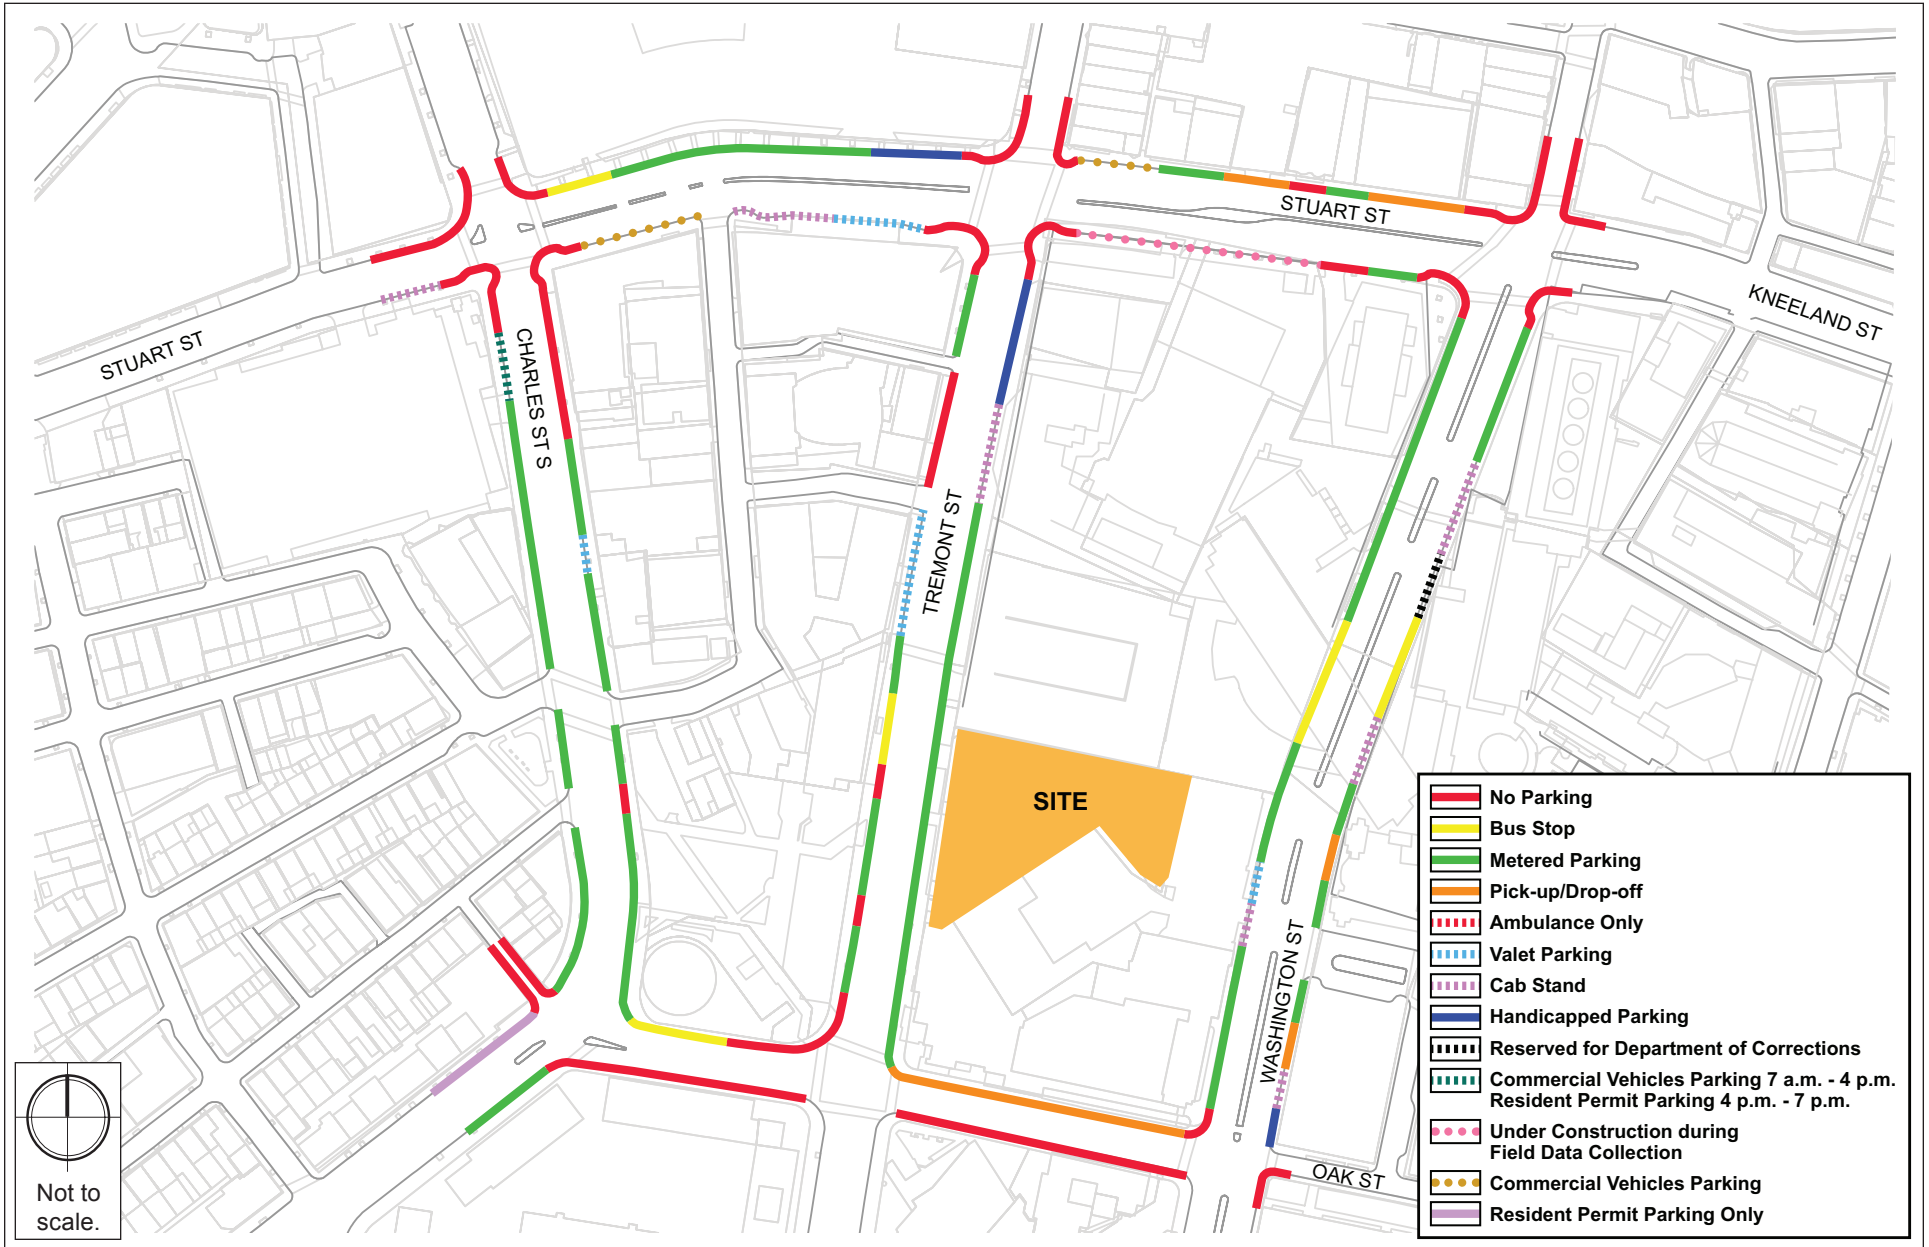 STUART ST
STUART ST
KNEELAND ST
CHARLES ST S
TREMONT ST
SITE
WASHINGTON ST
OAK ST
Not to
scale.
No Parking
Bus Stop
Metered Parking
Pick-up/Drop-off
Ambulance Only
Valet Parking
Cab Stand
Handicapped Parking
Reserved for Department of Corrections
Commercial Vehicles Parking 7 a.m. - 4 p.m.
Resident Permit Parking 4 p.m. - 7 p.m.
Under Construction during
Field Data Collection
Commercial Vehicles Parking
Resident Permit Parking Only